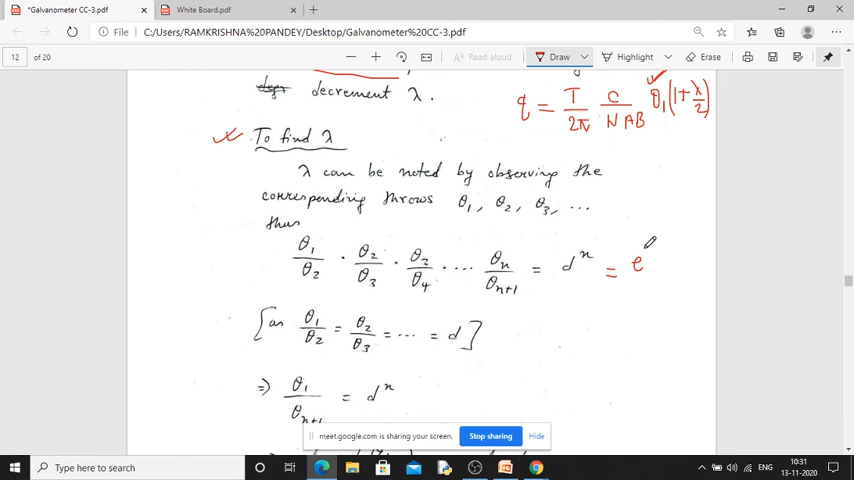 *Galvanometer CC-3.pdf
White Board.pdf
C:/Users/RAMKRISHNA%20PANDEY/Desktop/Galvanometer%20CC-3.pdf
12 of 20
Read aloud
Draw
Highlight
Erase
decrement λ.
q = T/2π C/NAB θ₁(1+λ/2)
To find λ
λ can be noted by observing the
corresponding throws θ₁, θ₂, θ₃, ...
thus
θ₁/θ₂ · θ₂/θ₃ · θ₃/θ₄ · ... θₙ/θₙ₊₁ = dⁿ = e
[as θ₁/θ₂ = θ₂/θ₃ = ... = d]
⇒ θ₁/θₙ₊₁ = dⁿ
meet.google.com is sharing your screen.
Stop sharing
Hide
Type here to search
ENG
10:31
13-11-2020